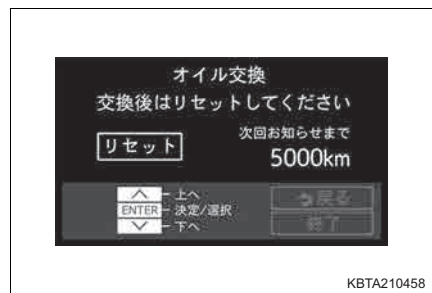 オイル交換
交換後はリセットしてください
リセット
次回お知らせまで
5000km
上へ
ENTER 決定/選択
下へ
戻る
終了
KBTA210458